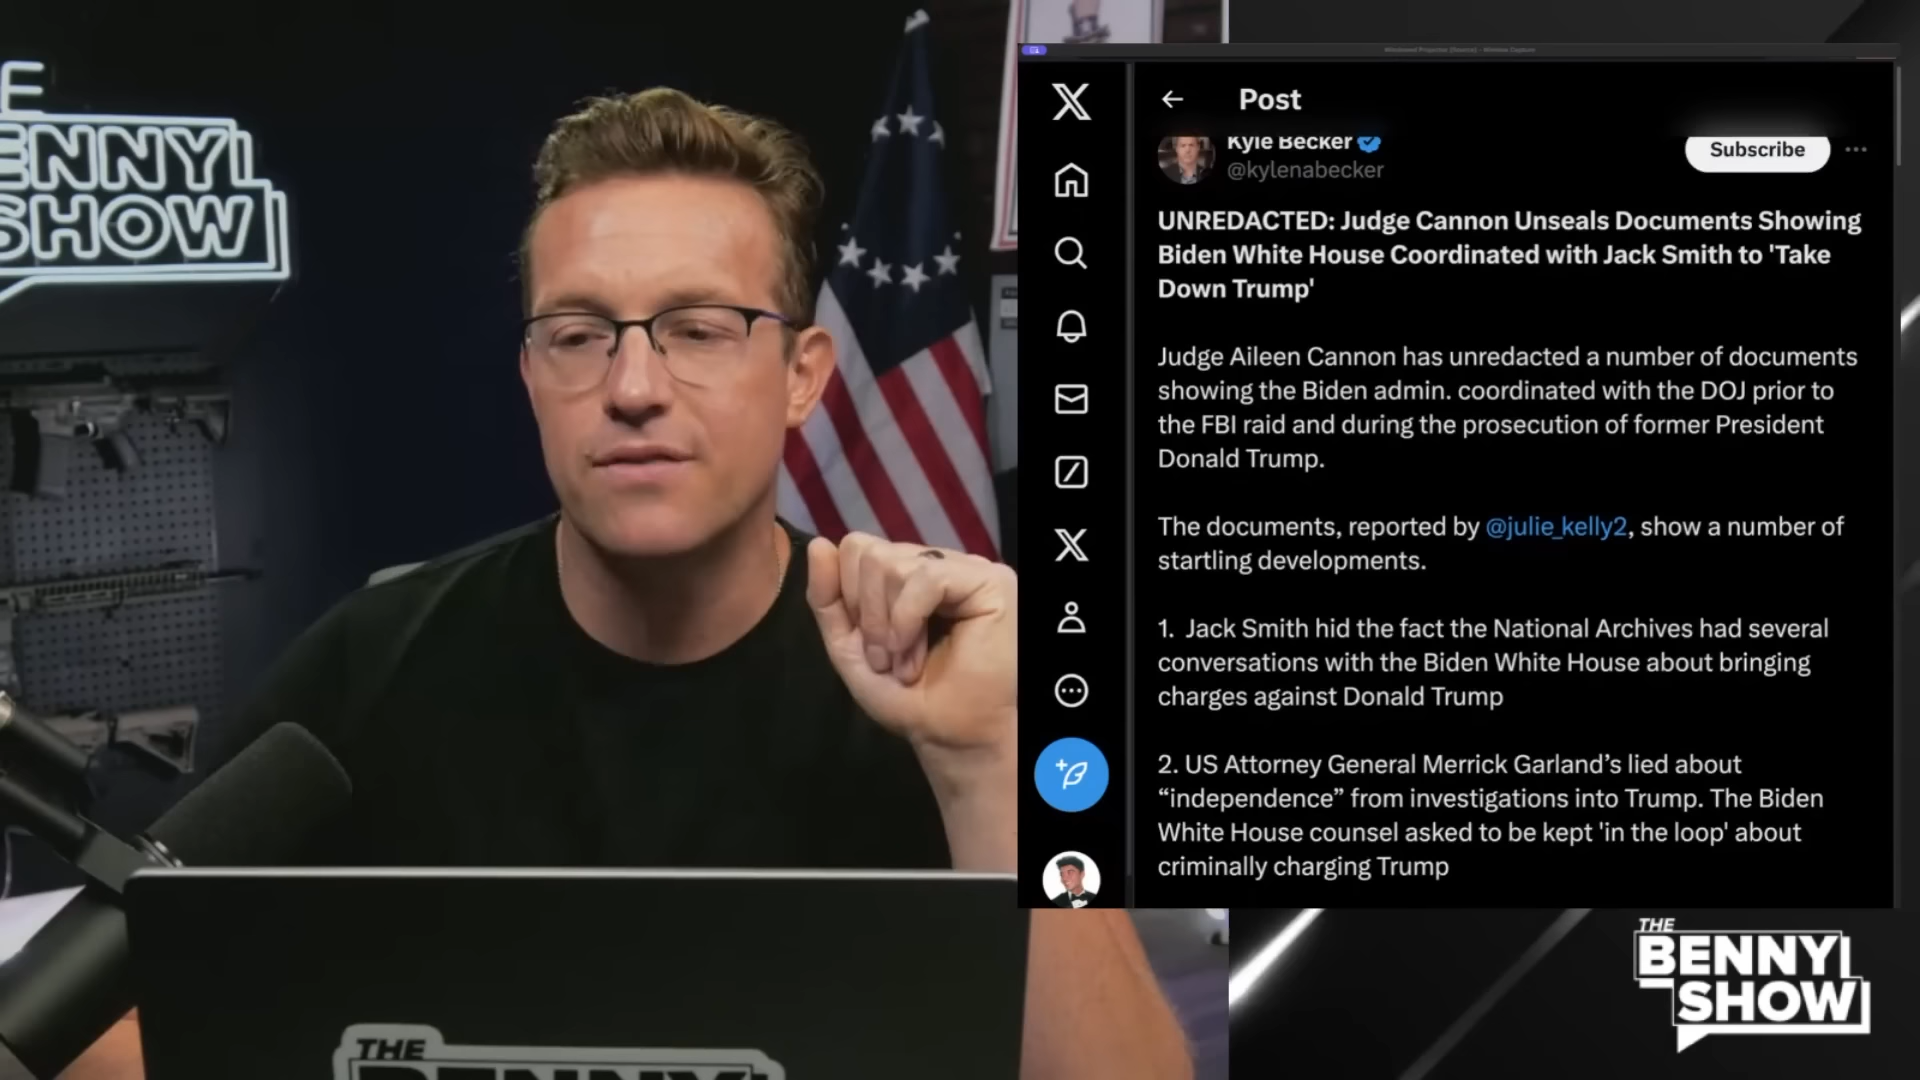 E
ENNY
SHOW
Post
Kyle Becker
@kylenabecker
Subscribe
UNREDACTED: Judge Cannon Unseals Documents Showing
Biden White House Coordinated with Jack Smith to 'Take
Down Trump'
Judge Aileen Cannon has unredacted a number of documents
showing the Biden admin. coordinated with the DOJ prior to
the FBI raid and during the prosecution of former President
Donald Trump.
The documents, reported by @julie_kelly2, show a number of
startling developments.
1. Jack Smith hid the fact the National Archives had several
conversations with the Biden White House about bringing
charges against Donald Trump
2. US Attorney General Merrick Garland’s lied about
“independence” from investigations into Trump. The Biden
White House counsel asked to be kept 'in the loop' about
criminally charging Trump
THE
BENNY
SHOW
THE
BENNY